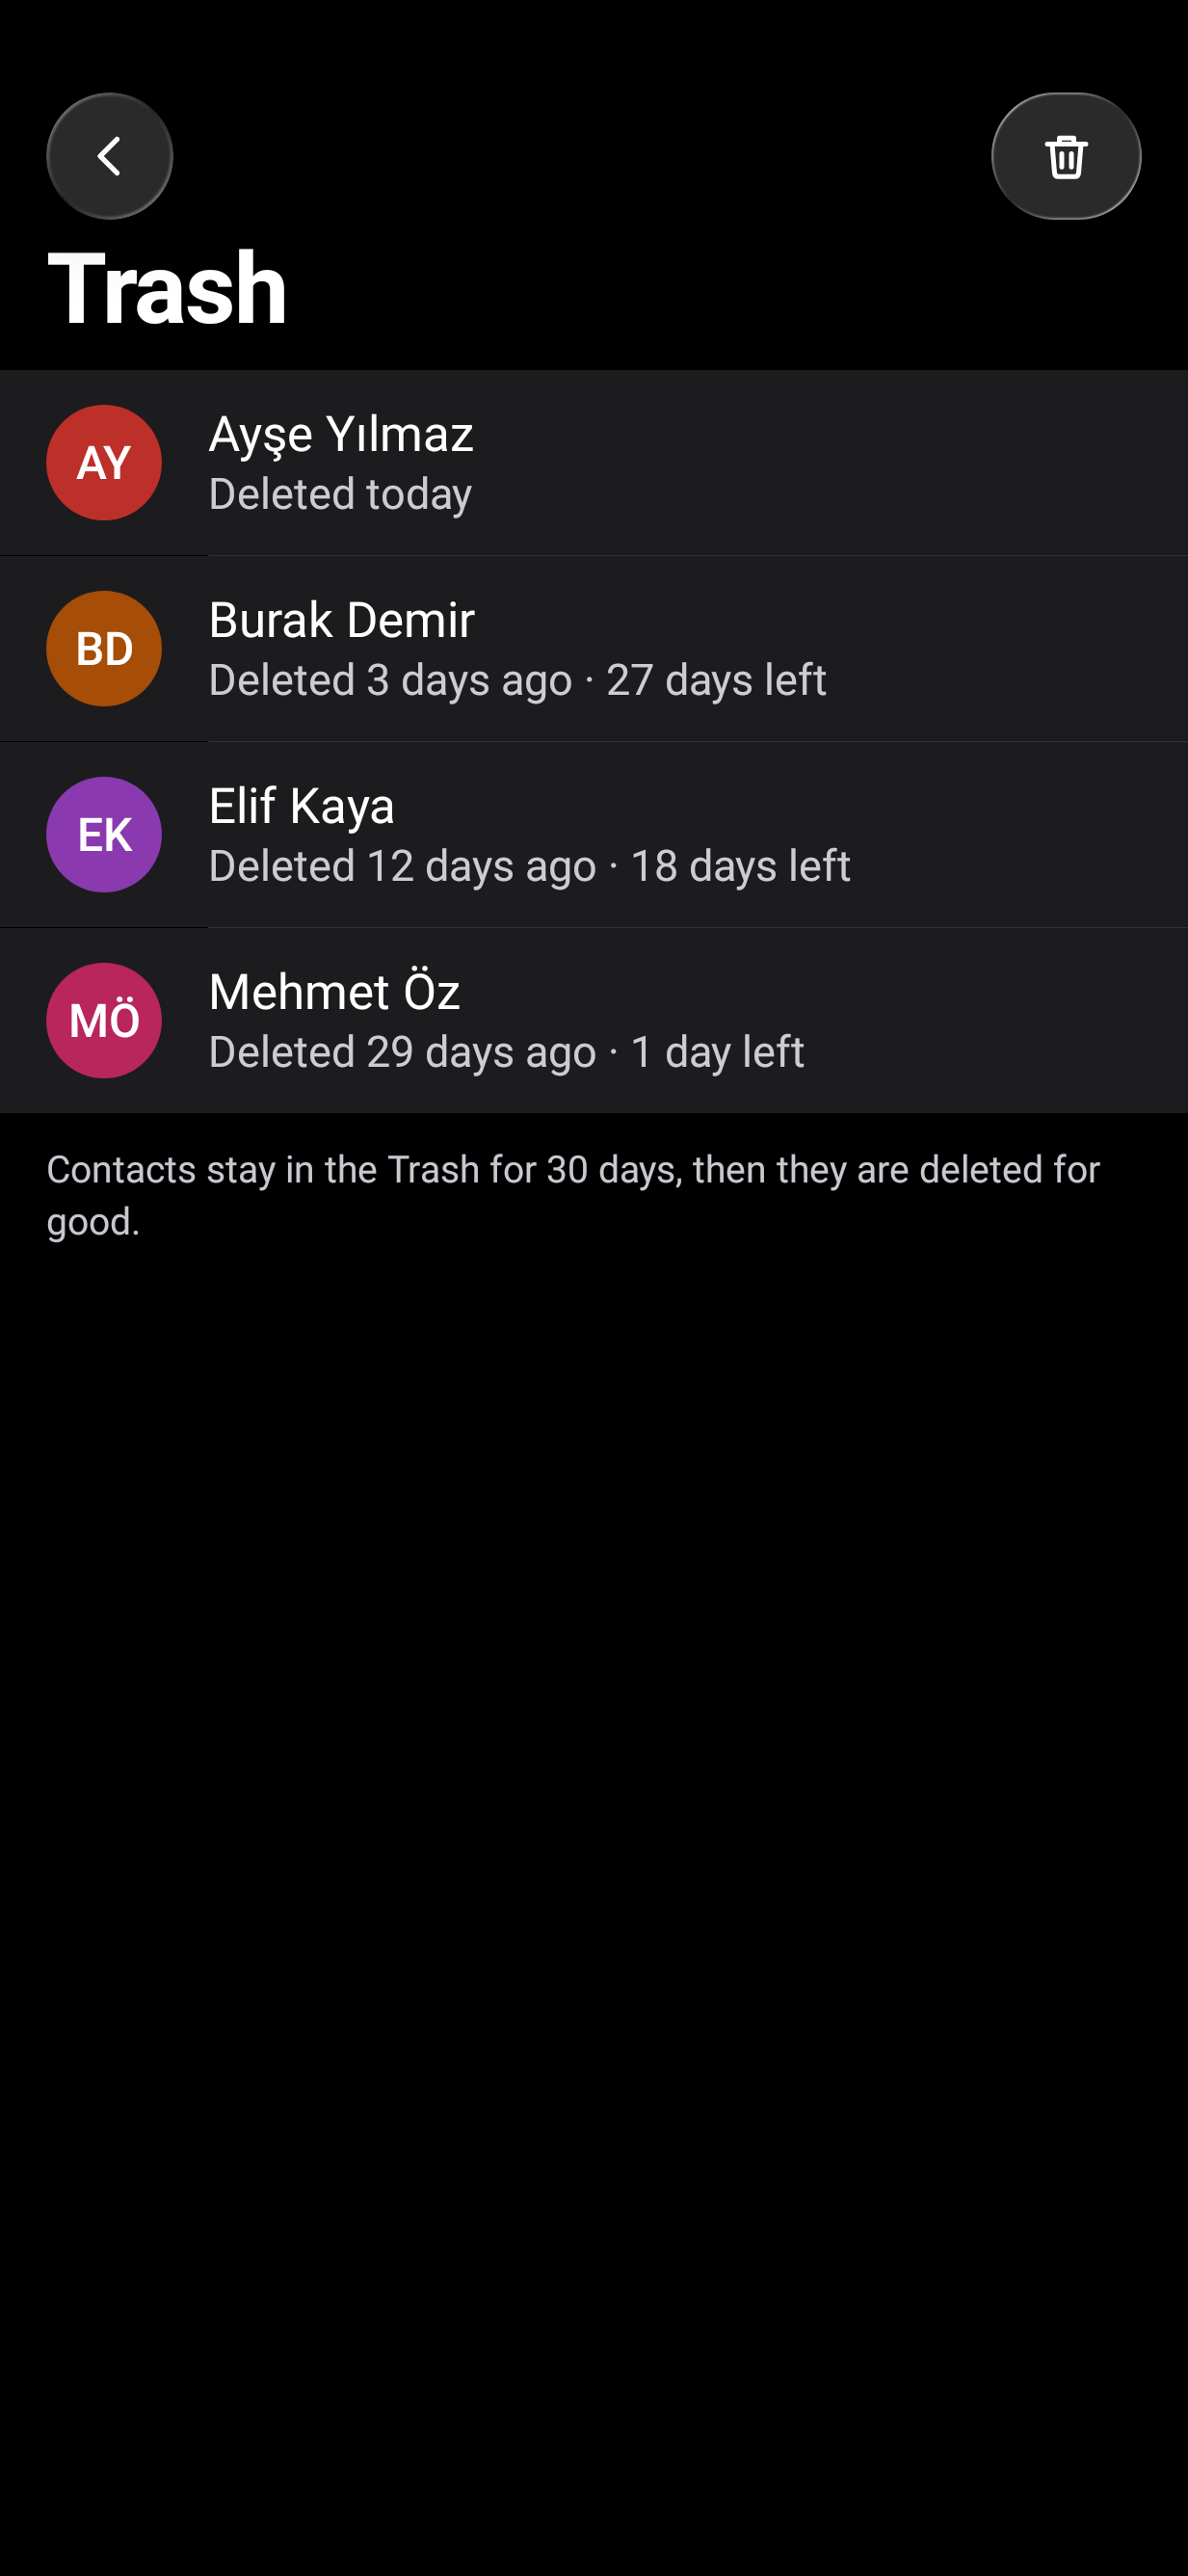 Trash
AY
Ayşe Yılmaz
Deleted today
BD
Burak Demir
Deleted 3 days ago · 27 days left
EK
Elif Kaya
Deleted 12 days ago · 18 days left
MÖ
Mehmet Öz
Deleted 29 days ago · 1 day left
Contacts stay in the Trash for 30 days, then they are deleted for
good.